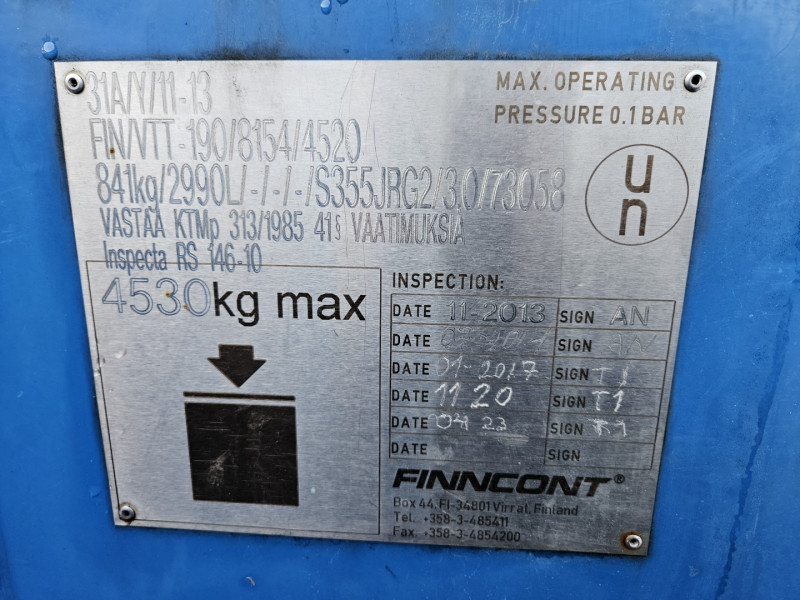 31A/Y/11-13
FIN/VTT-190/8154/4520
841kg/2990L/-/-/-/S355JRG2/3.0/73058
VASTAA KTMp 313/1985 41§ VAATIMUKSIA
Inspecta RS 146-10
MAX. OPERATING
PRESSURE 0.1 BAR
un
4530kg max
INSPECTION:
DATE 11-2013 SIGN AN
DATE SIGN
DATE 01-2017 SIGN T1
DATE 11 20 SIGN T1
DATE 04 23 SIGN
DATE SIGN
FINNCONT®
Box 44, FI-34801 Virrat, Finland
Tel. +358-3-485411
Fax. +358-3-4854200